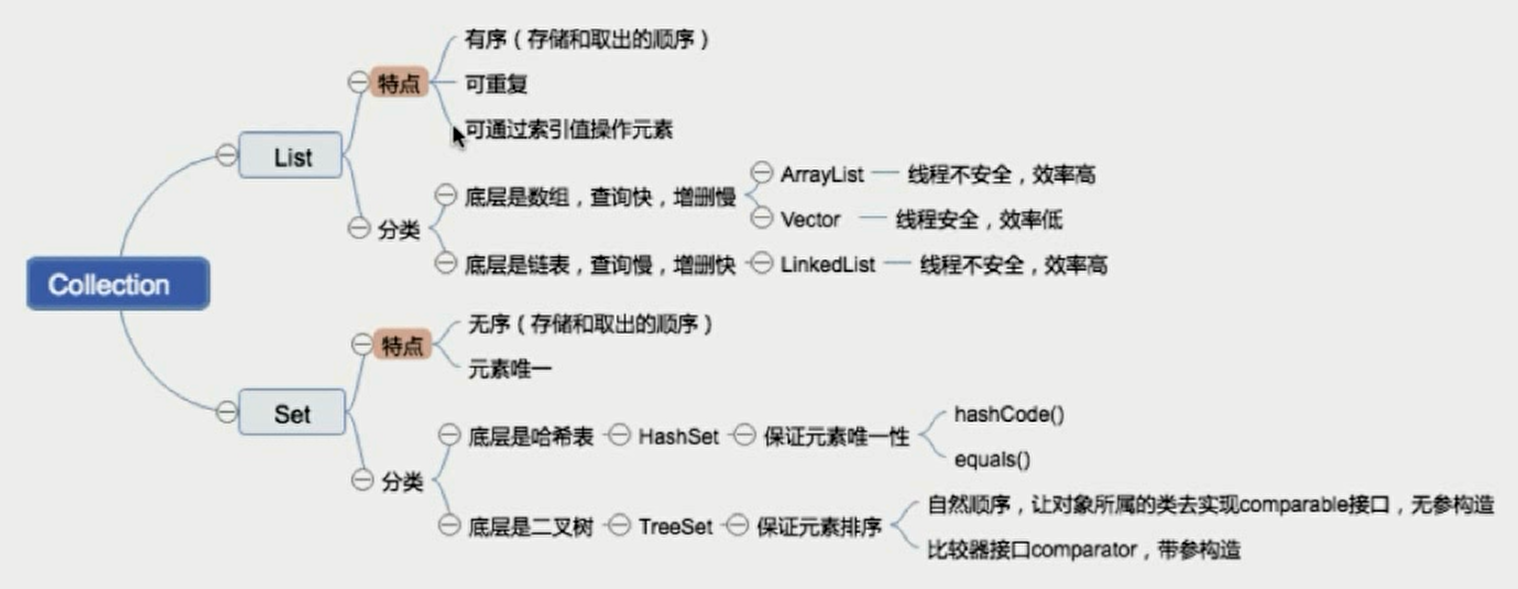 有序（存储和取出的顺序）
特点
可重复
可通过索引值操作元素
List
ArrayList
线程不安全，效率高
底层是数组，查询快，增删慢
Vector
线程安全，效率低
分类
底层是链表，查询慢，增删快
LinkedList
线程不安全，效率高
Collection
无序（存储和取出的顺序）
特点
元素唯一
Set
hashCode()
底层是哈希表
HashSet
保证元素唯一性
equals()
分类
自然顺序，让对象所属的类去实现comparable接口，无参构造
底层是二叉树
TreeSet
保证元素排序
比较器接口comparator，带参构造